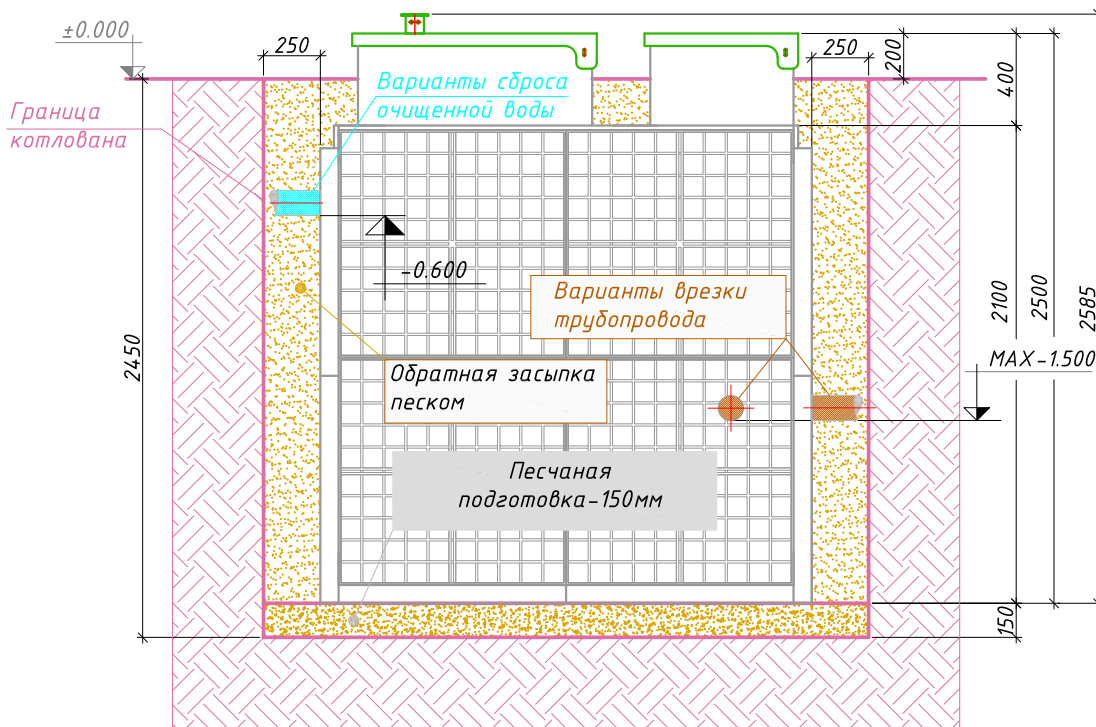 ±0.000
250
Варианты сброса
очищенной воды
Граница
котлована
250
200
400
-0.600
Варианты врезки
трубопровода
2100
2500
2585
2450
MAX-1.500
Обратная засыпка
песком
Песчаная
подготовка-150мм
150